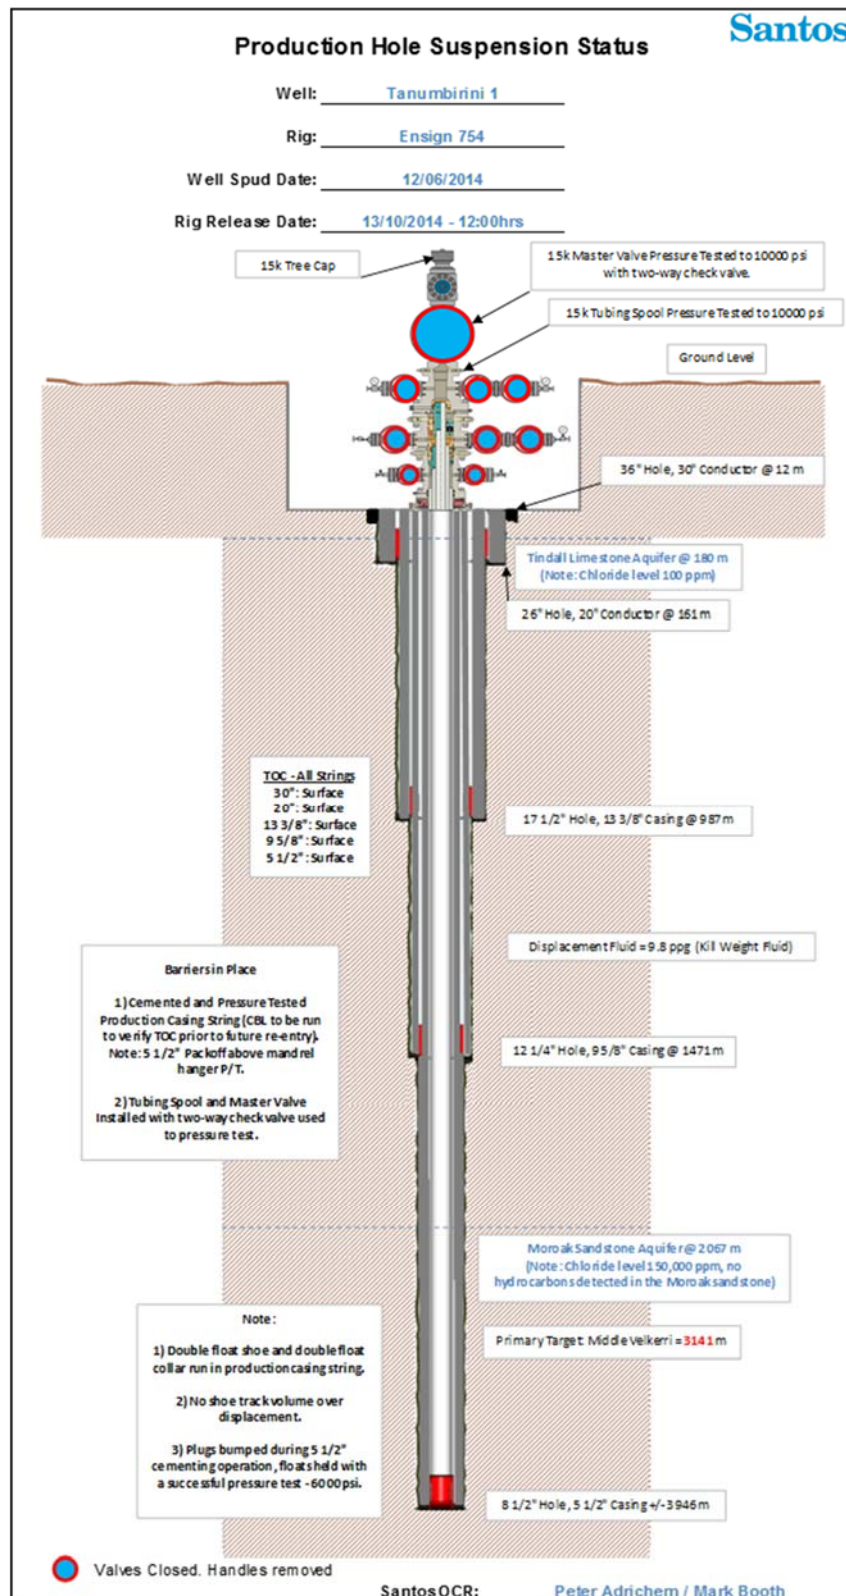 Santos
Production Hole Suspension Status
Well: Tanumbirini 1
Rig: Ensign 754
Well Spud Date: 12/06/2014
Rig Release Date: 13/10/2014 - 12:00hrs
15k Tree Cap
15k Master Valve Pressure Tested to 10000 psi
with two-way check valve.
15k Tubing Spool Pressure Tested to 10000 psi
Ground Level
36" Hole, 30" Conductor @ 12 m
Tindall Limestone Aquifer @ 180 m
(Note: Chloride level 100 ppm)
26" Hole, 20" Conductor @ 161 m
TOC - All Strings
30": Surface
20": Surface
13 3/8": Surface
9 5/8": Surface
5 1/2": Surface
17 1/2" Hole, 13 3/8" Casing @ 987 m
Displacement Fluid = 9.8 ppg (Kill Weight Fluid)
Barriers in Place
1) Cemented and Pressure Tested
Production Casing String (CBL to be run
to verify TOC prior to future re-entry).
Note: 5 1/2" Packoff above mandrel
hanger P/T.
2) Tubing Spool and Master Valve
Installed with two-way check valve used
to pressure test.
12 1/4" Hole, 9 5/8" Casing @ 1471 m
Moroak Sandstone Aquifer @ 2067 m
(Note: Chloride level 150,000 ppm, no
hydrocarbons detected in the Moroak sandstone)
Primary Target: Middle Velkerri = 3141 m
Note:
1) Double float shoe and double float
collar run in production casing string.
2) No shoe track volume over
displacement.
3) Plugs bumped during 5 1/2"
cementing operation, floats held with
a successful pressure test - 6000 psi.
8 1/2" Hole, 5 1/2" Casing +/- 3946 m
Valves Closed. Handles removed
Santos OCR: Peter Adrichem / Mark Booth